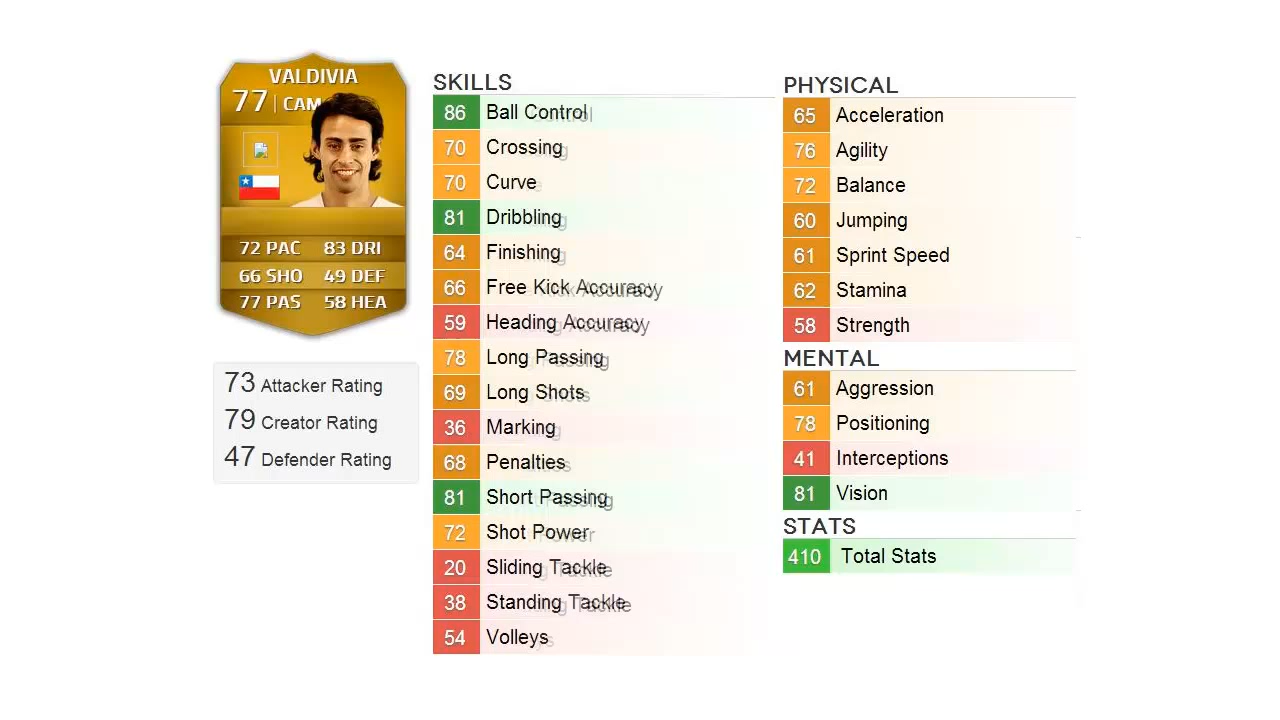 VALDIVIA
77 | CAM
72 PAC 83 DRI
66 SHO 49 DEF
77 PAS 58 HEA
73 Attacker Rating
79 Creator Rating
47 Defender Rating
SKILLS
86 Ball Control
70 Crossing
70 Curve
81 Dribbling
64 Finishing
66 Free Kick Accuracy
59 Heading Accuracy
78 Long Passing
69 Long Shots
36 Marking
68 Penalties
81 Short Passing
72 Shot Power
20 Sliding Tackle
38 Standing Tackle
54 Volleys
PHYSICAL
65 Acceleration
76 Agility
72 Balance
60 Jumping
61 Sprint Speed
62 Stamina
58 Strength
MENTAL
61 Aggression
78 Positioning
41 Interceptions
81 Vision
STATS
410 Total Stats